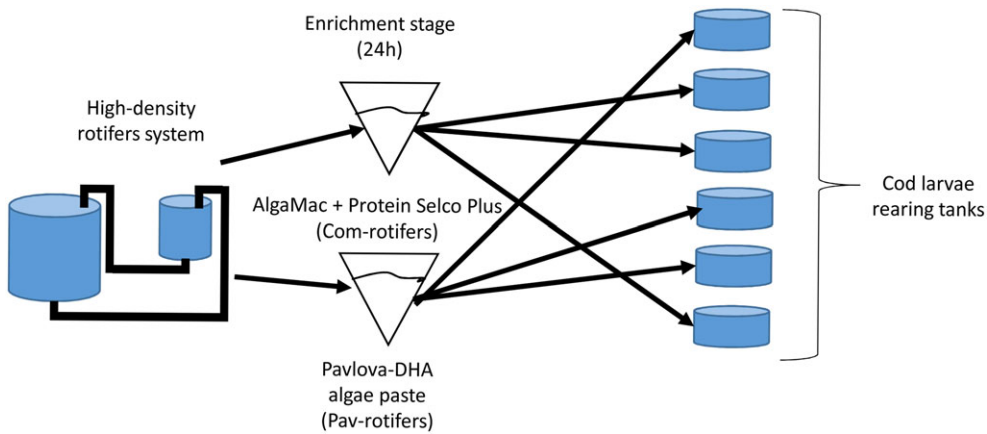 Enrichment stage
(24h)
High-density
rotifers system
AlgaMac + Protein Selco Plus
(Com-rotifers)
Cod larvae
rearing tanks
Pavlova-DHA
algae paste
(Pav-rotifers)